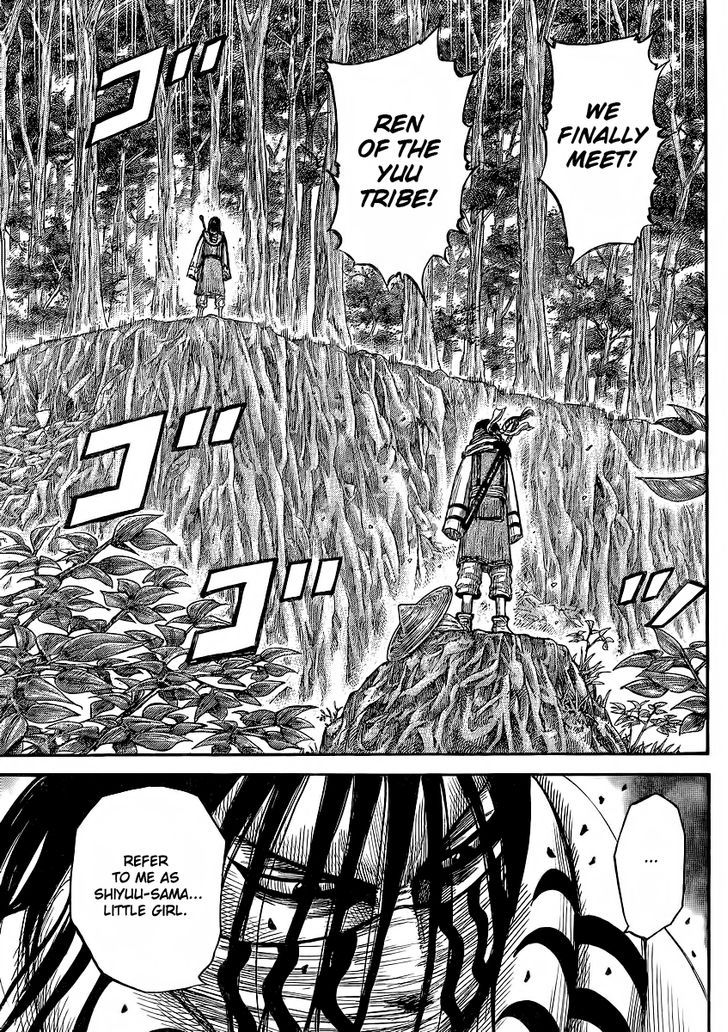 WE
FINALLY
MEET!
REN
OF THE
YUU
TRIBE!
ゴ
ゴ
ゴ
ゴ
...
REFER
TO ME AS
SHIYUU-SAMA...
LITTLE GIRL.